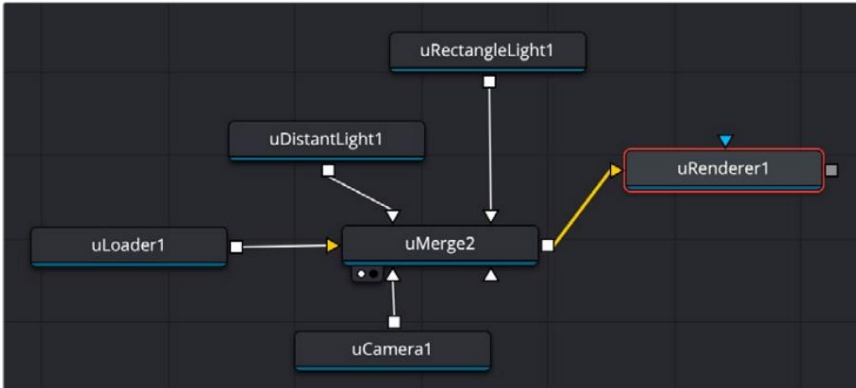 uRectangleLight1
uDistantLight1
uRenderer1
uLoader1
uMerge2
uCamera1